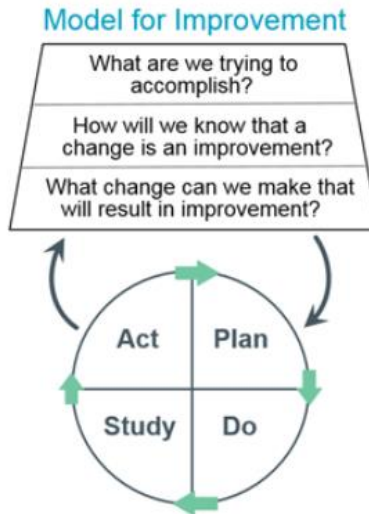 Model for Improvement
What are we trying to
accomplish?
How will we know that a
change is an improvement?
What change can we make that
will result in improvement?
Act
Plan
Study
Do